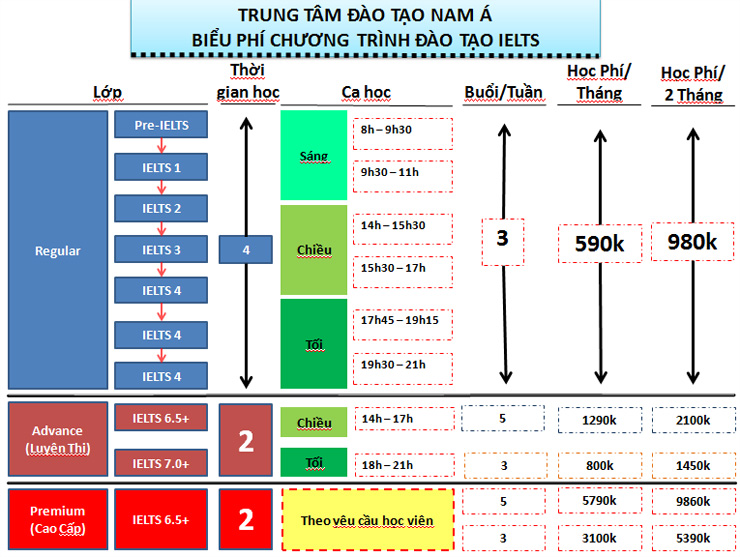 TRUNG TÂM ĐÀO TẠO NAM Á
BIỂU PHÍ CHƯƠNG TRÌNH ĐÀO TẠO IELTS
Lớp
Thời
gian học
Ca học
Buổi/Tuần
Học Phí/
Tháng
Học Phí/
2 Tháng
Regular
Pre-IELTS
IELTS 1
IELTS 2
IELTS 3
IELTS 4
IELTS 4
IELTS 4
4
Sáng
8h – 9h30
9h30 – 11h
Chiều
14h – 15h30
15h30 – 17h
Tối
17h45 – 19h15
19h30 – 21h
3
590k
980k
Advance
(Luyện Thi)
IELTS 6.5+
IELTS 7.0+
2
Chiều
14h – 17h
5
1290k
2100k
Tối
18h – 21h
3
800k
1450k
Premium
(Cao Cấp)
IELTS 6.5+
2
Theo yêu cầu học viên
5
5790k
9860k
3
3100k
5390k